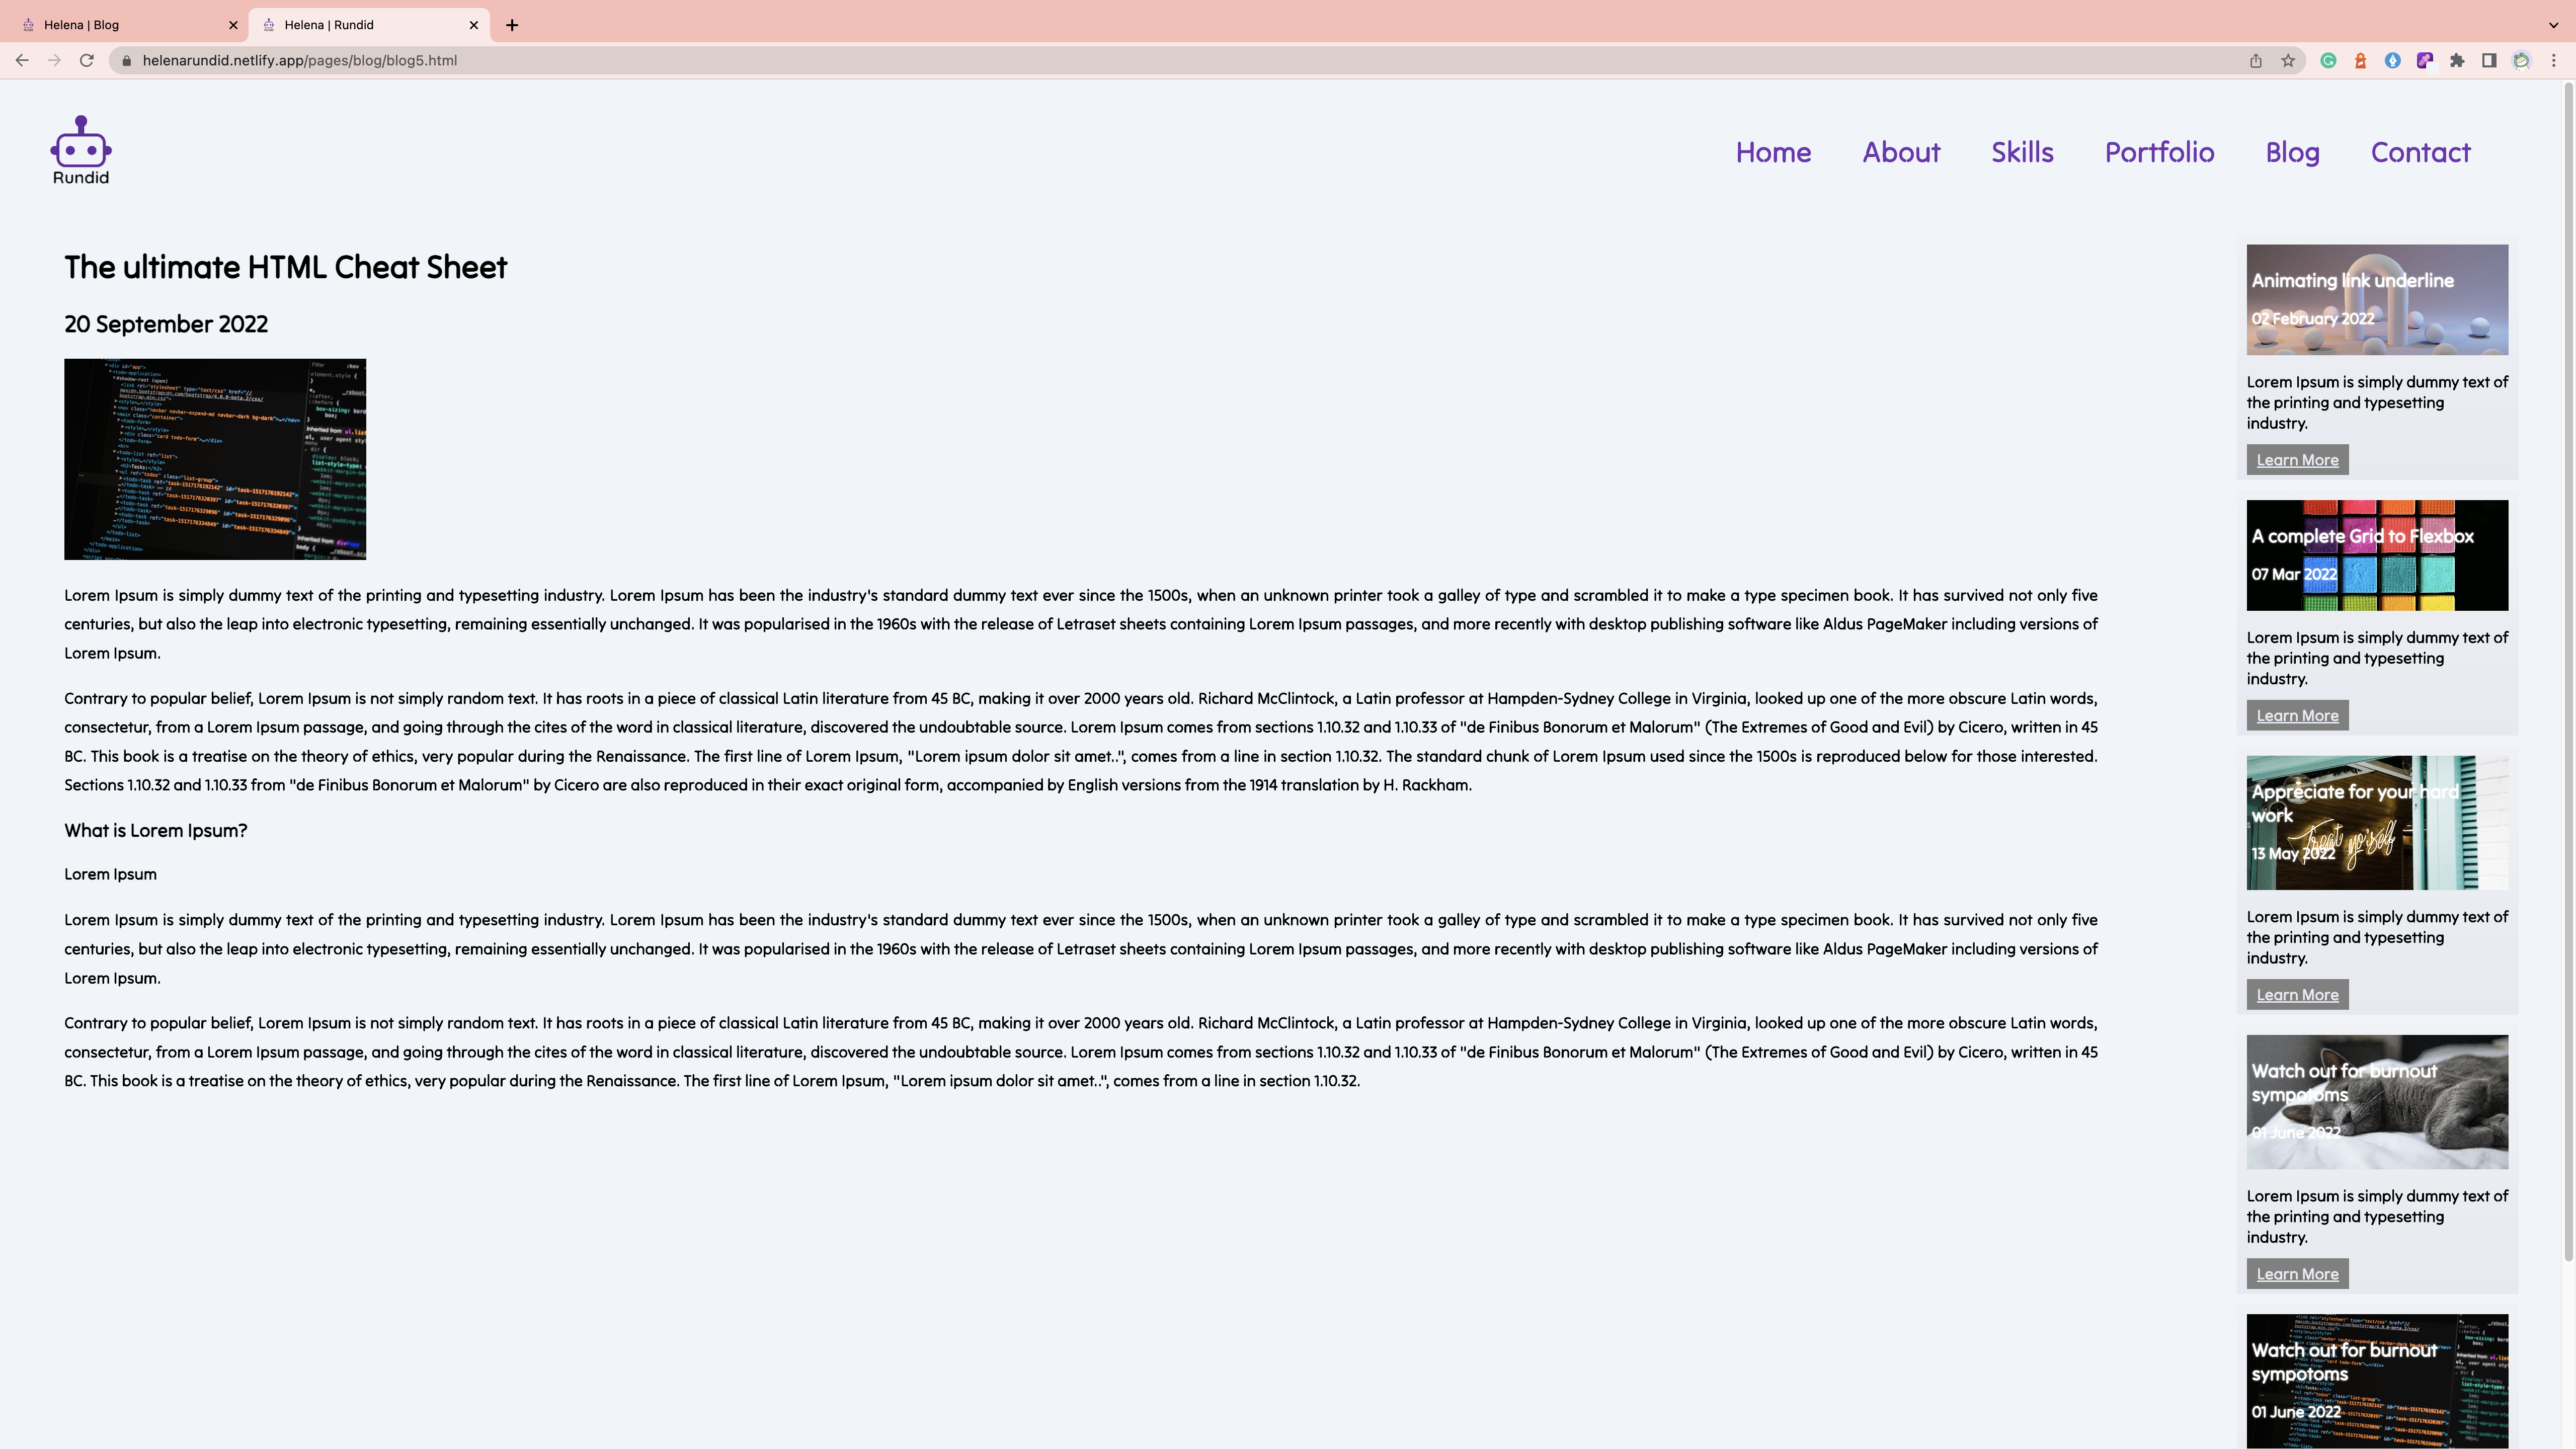 Helena | Blog
Helena | Rundid
helenarundid.netlify.app/pages/blog/blog5.html
Rundid
Home About Skills Portfolio Blog Contact
The ultimate HTML Cheat Sheet
20 September 2022
Lorem Ipsum is simply dummy text of the printing and typesetting industry. Lorem Ipsum has been the industry's standard dummy text ever since the 1500s, when an unknown printer took a galley of type and scrambled it to make a type specimen book. It has survived not only five
centuries, but also the leap into electronic typesetting, remaining essentially unchanged. It was popularised in the 1960s with the release of Letraset sheets containing Lorem Ipsum passages, and more recently with desktop publishing software like Aldus PageMaker including versions of
Lorem Ipsum.
Contrary to popular belief, Lorem Ipsum is not simply random text. It has roots in a piece of classical Latin literature from 45 BC, making it over 2000 years old. Richard McClintock, a Latin professor at Hampden-Sydney College in Virginia, looked up one of the more obscure Latin words,
consectetur, from a Lorem Ipsum passage, and going through the cites of the word in classical literature, discovered the undoubtable source. Lorem Ipsum comes from sections 1.10.32 and 1.10.33 of "de Finibus Bonorum et Malorum" (The Extremes of Good and Evil) by Cicero, written in 45
BC. This book is a treatise on the theory of ethics, very popular during the Renaissance. The first line of Lorem Ipsum, "Lorem ipsum dolor sit amet..", comes from a line in section 1.10.32. The standard chunk of Lorem Ipsum used since the 1500s is reproduced below for those interested.
Sections 1.10.32 and 1.10.33 from "de Finibus Bonorum et Malorum" by Cicero are also reproduced in their exact original form, accompanied by English versions from the 1914 translation by H. Rackham.
What is Lorem Ipsum?
Lorem Ipsum
Lorem Ipsum is simply dummy text of the printing and typesetting industry. Lorem Ipsum has been the industry's standard dummy text ever since the 1500s, when an unknown printer took a galley of type and scrambled it to make a type specimen book. It has survived not only five
centuries, but also the leap into electronic typesetting, remaining essentially unchanged. It was popularised in the 1960s with the release of Letraset sheets containing Lorem Ipsum passages, and more recently with desktop publishing software like Aldus PageMaker including versions of
Lorem Ipsum.
Contrary to popular belief, Lorem Ipsum is not simply random text. It has roots in a piece of classical Latin literature from 45 BC, making it over 2000 years old. Richard McClintock, a Latin professor at Hampden-Sydney College in Virginia, looked up one of the more obscure Latin words,
consectetur, from a Lorem Ipsum passage, and going through the cites of the word in classical literature, discovered the undoubtable source. Lorem Ipsum comes from sections 1.10.32 and 1.10.33 of "de Finibus Bonorum et Malorum" (The Extremes of Good and Evil) by Cicero, written in 45
BC. This book is a treatise on the theory of ethics, very popular during the Renaissance. The first line of Lorem Ipsum, "Lorem ipsum dolor sit amet..", comes from a line in section 1.10.32.
Animating link underline
02 February 2022
Lorem Ipsum is simply dummy text of
the printing and typesetting
industry.
Learn More
A complete Grid to Flexbox
07 Mar 2022
Lorem Ipsum is simply dummy text of
the printing and typesetting
industry.
Learn More
Appreciate for your hard
work
treat yo'self
13 May 2022
Lorem Ipsum is simply dummy text of
the printing and typesetting
industry.
Learn More
Watch out for burnout
sympotoms
01 June 2022
Lorem Ipsum is simply dummy text of
the printing and typesetting
industry.
Learn More
Watch out for burnout
sympotoms
01 June 2022